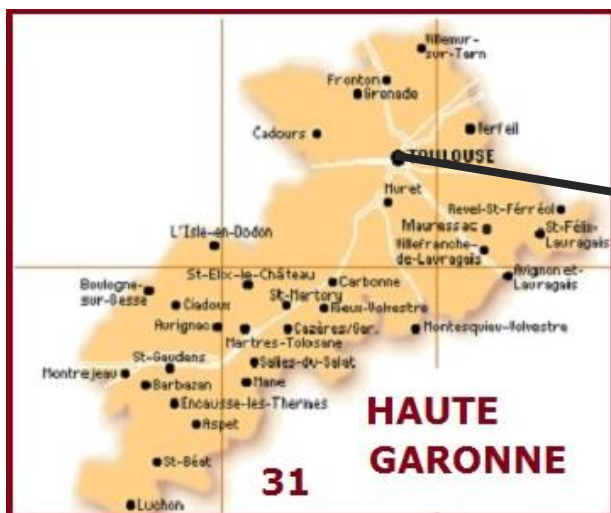 Villemur-
sur-Tarn
Fronton
Grenade
Cadours
Verfeil
TOULOUSE
Muret
Revel-St-Férréol
Mauressac
St-Félix-
Lauragais
Villefranche-
de-Lauragais
L'Isle-en-Dodon
Avignonet-
Lauragais
St-Elix-le-Château
Carbonne
Boulogne-
sur-Gesse
Ciadoux
St-Martory
Rieux-Volvestre
Aurignac
Cazères/Gar.
Montesquieu-Volvestre
Martres-Tolosane
St-Gaudens
Salies-du-Salat
Montrejeau
Barbazan
Mane
Encausse-les-Thermes
Aspet
HAUTE
GARONNE
St-Béat
31
Luchon